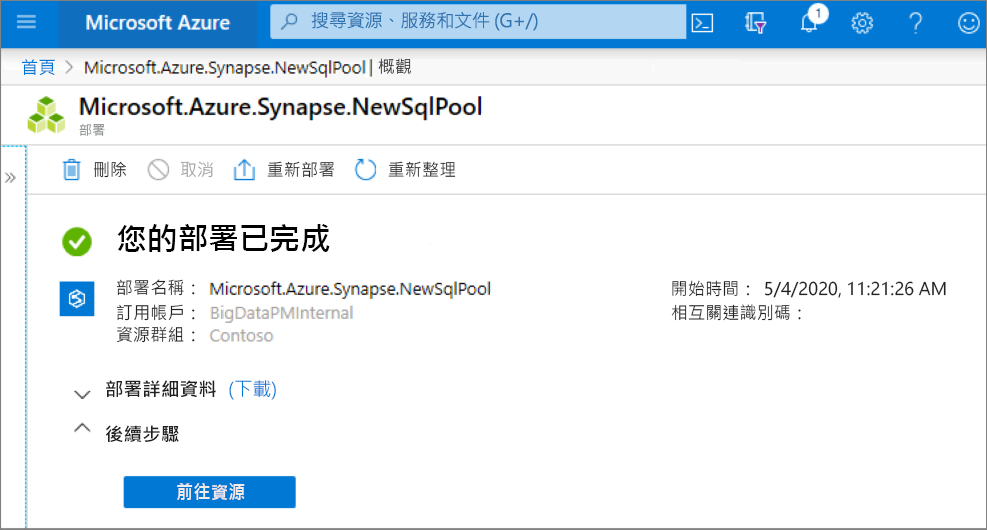 Microsoft Azure
搜尋資源、服務和文件 (G+/)
1
首頁 > Microsoft.Azure.Synapse.NewSqlPool | 概觀
Microsoft.Azure.Synapse.NewSqlPool
部署
刪除 取消 重新部署 重新整理
您的部署已完成
部署名稱： Microsoft.Azure.Synapse.NewSqlPool
訂用帳戶： BigDataPMInternal
資源群組： Contoso
開始時間： 5/4/2020, 11:21:26 AM
相互關連識別碼：
部署詳細資料 (下載)
後續步驟
前往資源